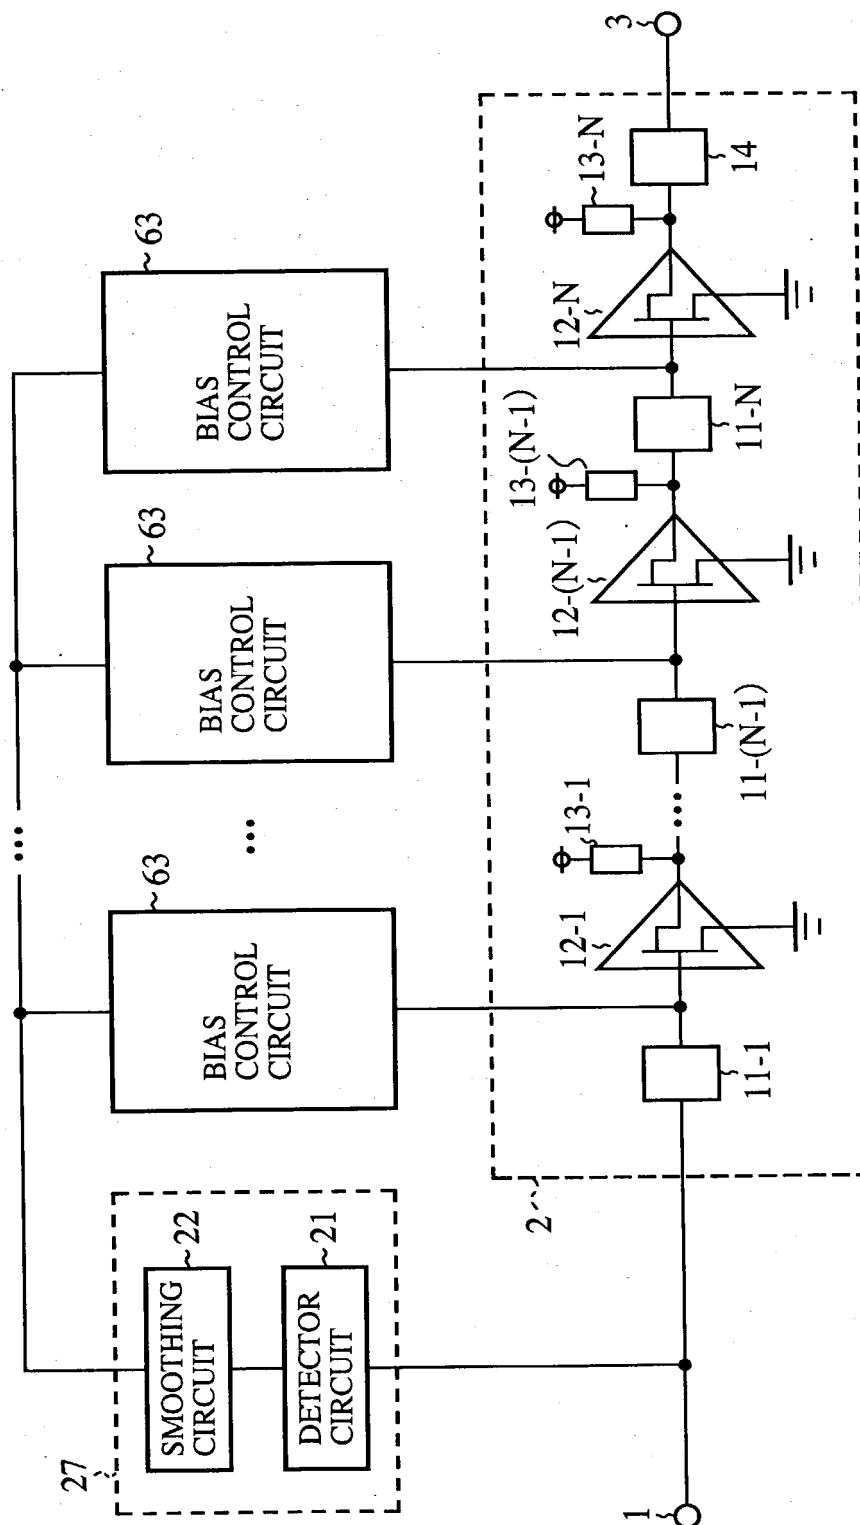 27
SMOOTHING
CIRCUIT
22
DETECTOR
CIRCUIT
21
63
BIAS
CONTROL
CIRCUIT
...
...
63
BIAS
CONTROL
CIRCUIT
63
BIAS
CONTROL
CIRCUIT
1
2
11-1
12-1
13-1
...
11-(N-1)
12-(N-1)
13-(N-1)
11-N
12-N
13-N
14
3